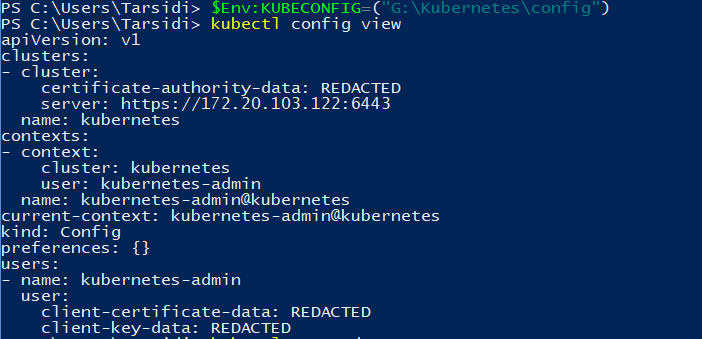 PS C:\Users\Tarsidi> $Env:KUBECONFIG=("G:\Kubernetes\config")
PS C:\Users\Tarsidi> kubectl config view
apiVersion: v1
clusters:
- cluster:
    certificate-authority-data: REDACTED
    server: https://172.20.103.122:6443
  name: kubernetes
contexts:
- context:
    cluster: kubernetes
    user: kubernetes-admin
  name: kubernetes-admin@kubernetes
current-context: kubernetes-admin@kubernetes
kind: Config
preferences: {}
users:
- name: kubernetes-admin
  user:
    client-certificate-data: REDACTED
    client-key-data: REDACTED